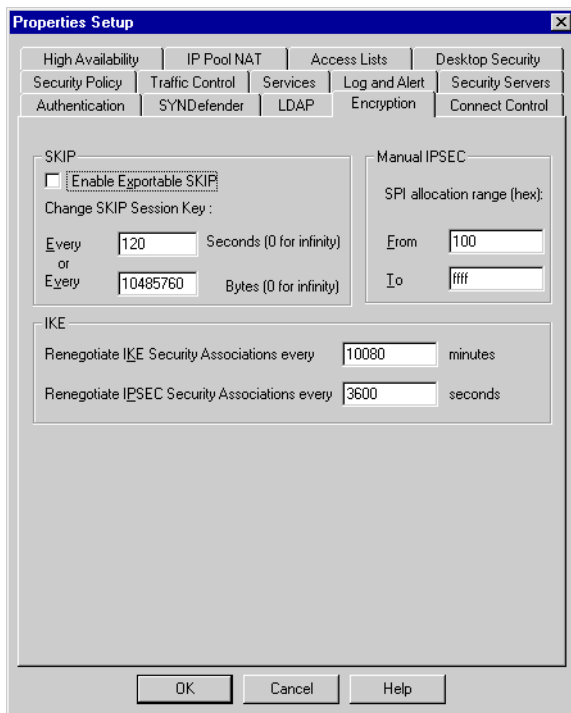 Properties Setup
High Availability
IP Pool NAT
Access Lists
Desktop Security
Security Policy
Traffic Control
Services
Log and Alert
Security Servers
Authentication
SYNDefender
LDAP
Encryption
Connect Control
SKIP
Enable Exportable SKIP
Change SKIP Session Key :
Every 120 Seconds (0 for infinity)
or
Every 10485760 Bytes (0 for infinity)
Manual IPSEC
SPI allocation range (hex):
From 100
To ffff
IKE
Renegotiate IKE Security Associations every 10080 minutes
Renegotiate IPSEC Security Associations every 3600 seconds
OK
Cancel
Help